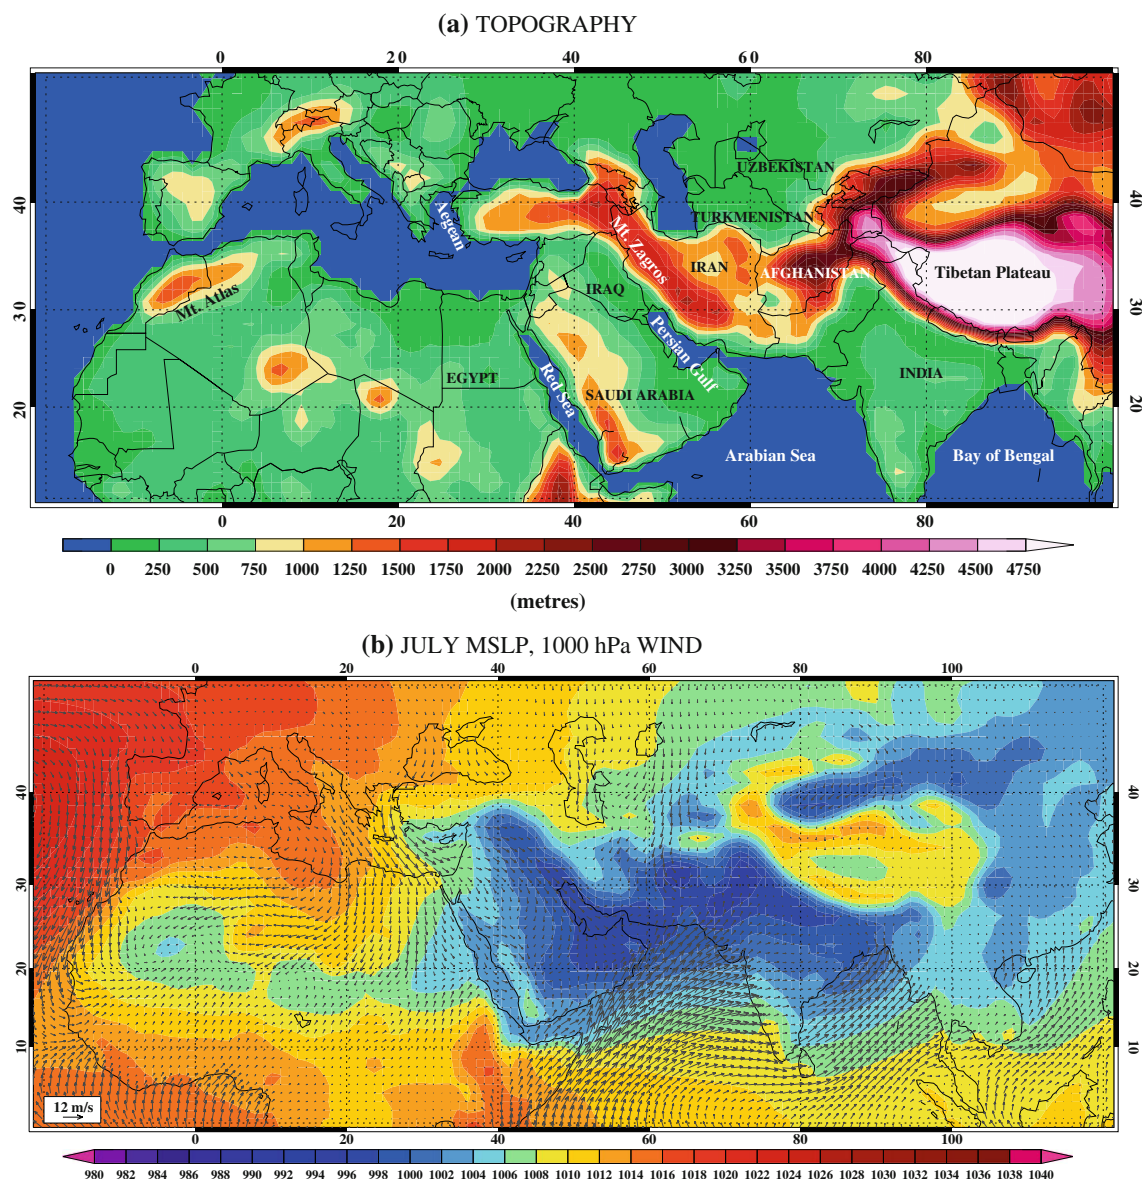 (a) TOPOGRAPHY
0 20 40 60 80
40 40
30 30
20 20
UZBEKISTAN
TURKMENISTAN
Aegean
Mt. Zagros
IRAN
AFGHANISTAN
Tibetan Plateau
Mt. Atlas
IRAQ
Persian Gulf
EGYPT
Red Sea
SAUDI ARABIA
INDIA
Arabian Sea
Bay of Bengal
0 20 40 60 80
0 250 500 750 1000 1250 1500 1750 2000 2250 2500 2750 3000 3250 3500 3750 4000 4250 4500 4750
(metres)
(b) JULY MSLP, 1000 hPa WIND
0 20 40 60 80 100
40 40
30 30
20 20
10 10
12 m/s
0 20 40 60 80 100
980 982 984 986 988 990 992 994 996 998 1000 1002 1004 1006 1008 1010 1012 1014 1016 1018 1020 1022 1024 1026 1028 1030 1032 1034 1036 1038 1040